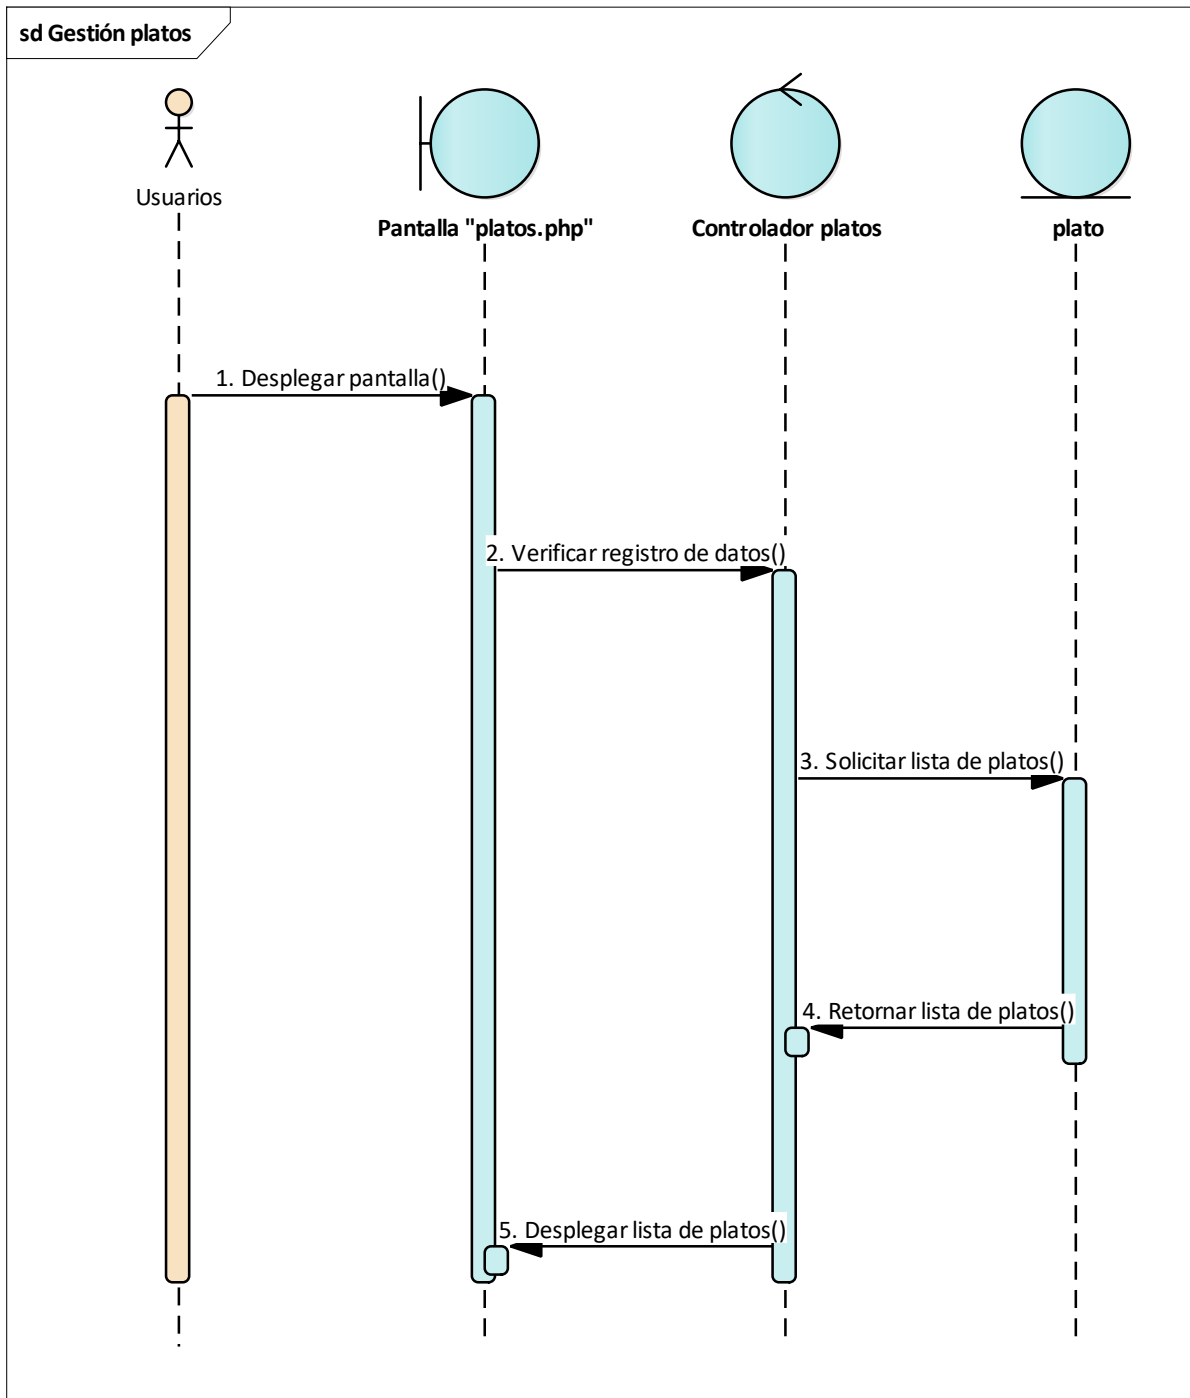 sd Gestión platos
Usuarios
Pantalla "platos.php"
Controlador platos
plato
1. Desplegar pantalla()
2. Verificar registro de datos()
3. Solicitar lista de platos()
4. Retornar lista de platos()
5. Desplegar lista de platos()